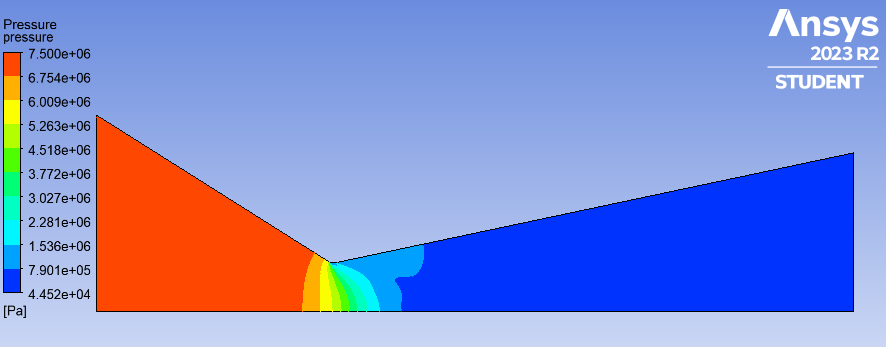 Pressure
pressure
7.500e+06
6.754e+06
6.009e+06
5.263e+06
4.518e+06
3.772e+06
3.027e+06
2.281e+06
1.536e+06
7.901e+05
4.452e+04
[Pa]
Ansys
2023 R2
STUDENT